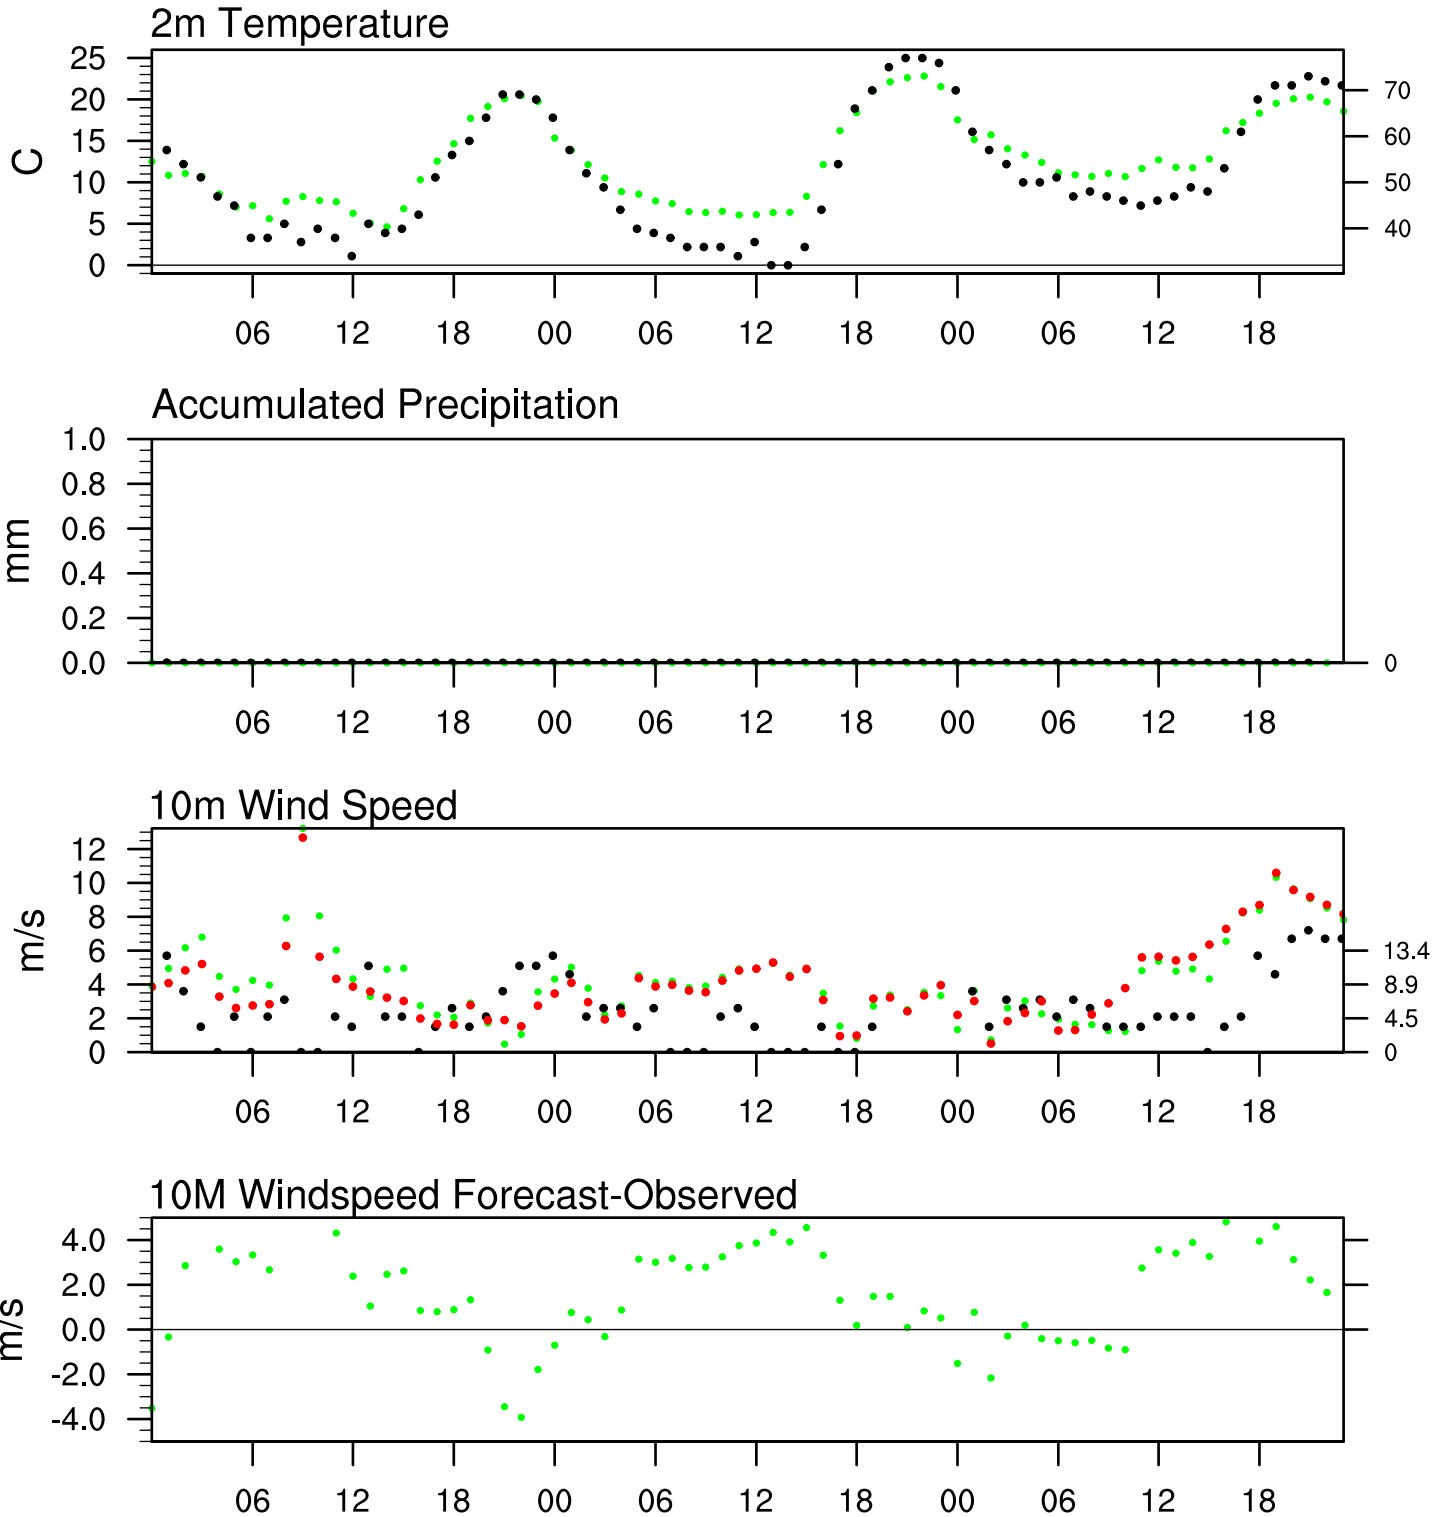 2m Temperature
25
20
15
10
5
0
C
70
60
50
40
06 12 18 00 06 12 18 00 06 12 18
Accumulated Precipitation
1.0
0.8
0.6
0.4
0.2
0.0
mm
0
06 12 18 00 06 12 18 00 06 12 18
10m Wind Speed
12
10
8
6
4
2
0
m/s
13.4
8.9
4.5
0
06 12 18 00 06 12 18 00 06 12 18
10M Windspeed Forecast-Observed
4.0
2.0
0.0
-2.0
-4.0
m/s
06 12 18 00 06 12 18 00 06 12 18